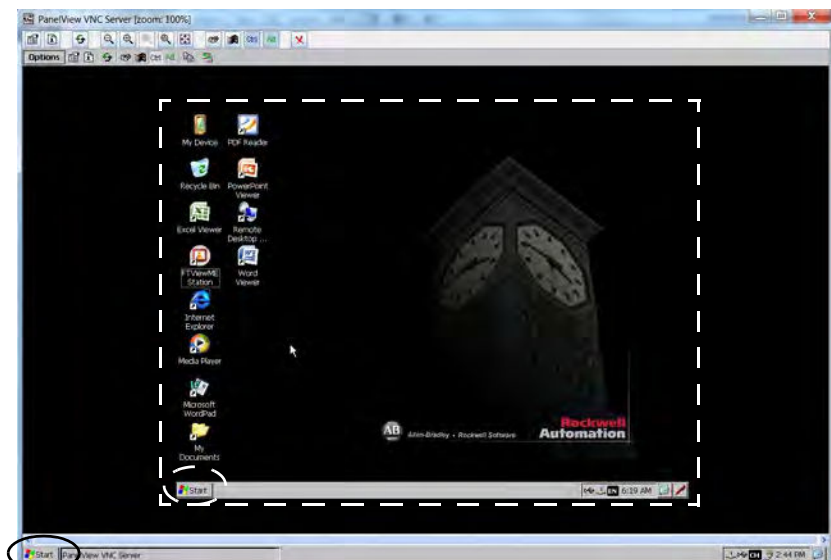 PanelView VNC Server [zoom: 100%]
Options
My Device
PDF Reader
Recycle Bin
PowerPoint
Viewer
Excel Viewer
Remote
Desktop ...
FTViewME
Station
Word
Viewer
Internet
Explorer
Media Player
Microsoft
WordPad
My
Documents
AB
Allen-Bradley • Rockwell Software
Rockwell
Automation
Start
EN
6:19 AM
Start
PanelView VNC Server
CH
2:44 PM